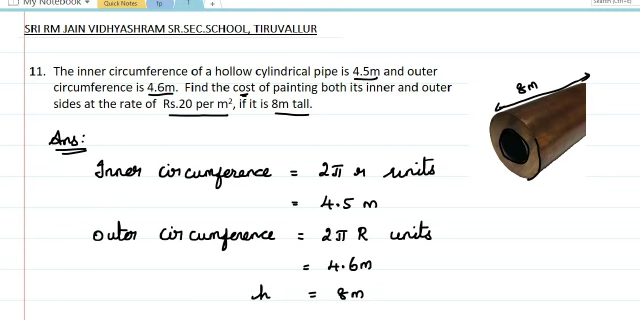 My Notebook
Quick Notes
Tp
T
Search (Ctrl+E)
SRI RM JAIN VIDHYASHRAM SR.SEC.SCHOOL, TIRUVALLUR
11. The inner circumference of a hollow cylindrical pipe is 4.5m and outer
circumference is 4.6m. Find the cost of painting both its inner and outer
sides at the rate of Rs.20 per m², if it is 8m tall.
8m
Ans:
Inner circumference = 2π r units
= 4.5 m
Outer circumference = 2π R units
= 4.6m
h = 8m